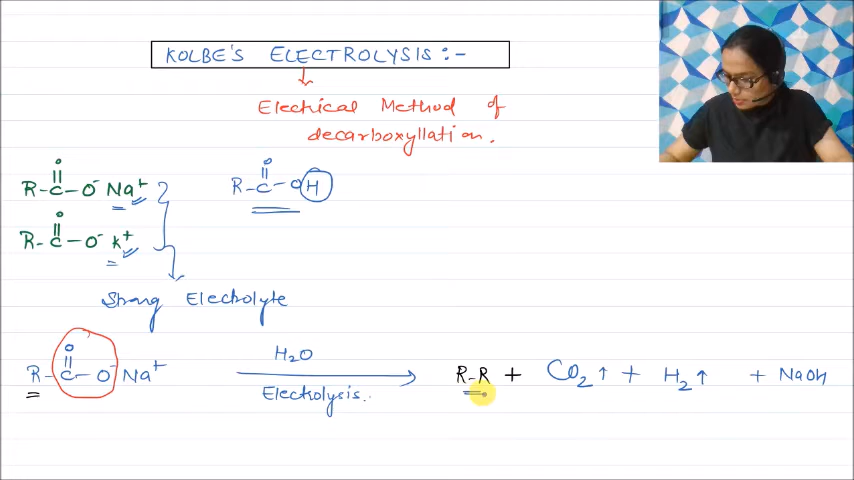 KOLBE'S ELECTROLYSIS:-
Electrical Method of
decarboxyllation.
R-C-O⁻ Na⁺
O
R-C-OH
O
R-C-O⁻ K⁺
O
Strong Electrolyte
O
R-C-O⁻ Na⁺
H₂O
Electrolysis..
R-R + CO₂↑ + H₂↑ + NaOH